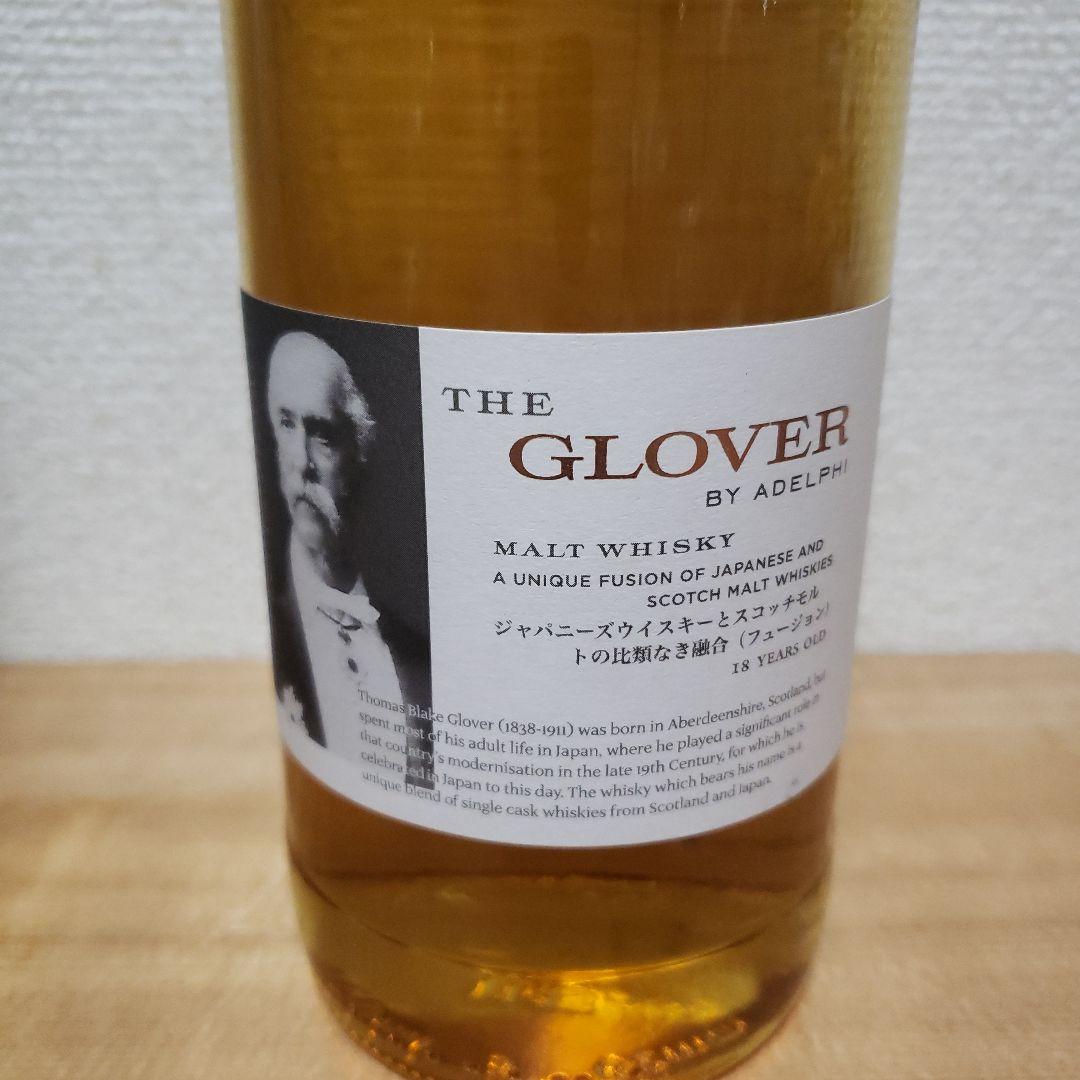 THE
GLOVER
BY ADELPHI
MALT WHISKY
A UNIQUE FUSION OF JAPANESE AND
SCOTCH MALT WHISKIES
ジャパニーズウイスキーとスコッチモル
トの比類なき融合（フュージョン）
18 YEARS OLD
Thomas Blake Glover (1838-1911) was born in Aberdeenshire, Scotland, but
spent most of his adult life in Japan, where he played a significant role in
that country's modernisation in the late 19th Century, for which he is
celebrated in Japan to this day. The whisky which bears his name is a
unique blend of single cask whiskies from Scotland and Japan.